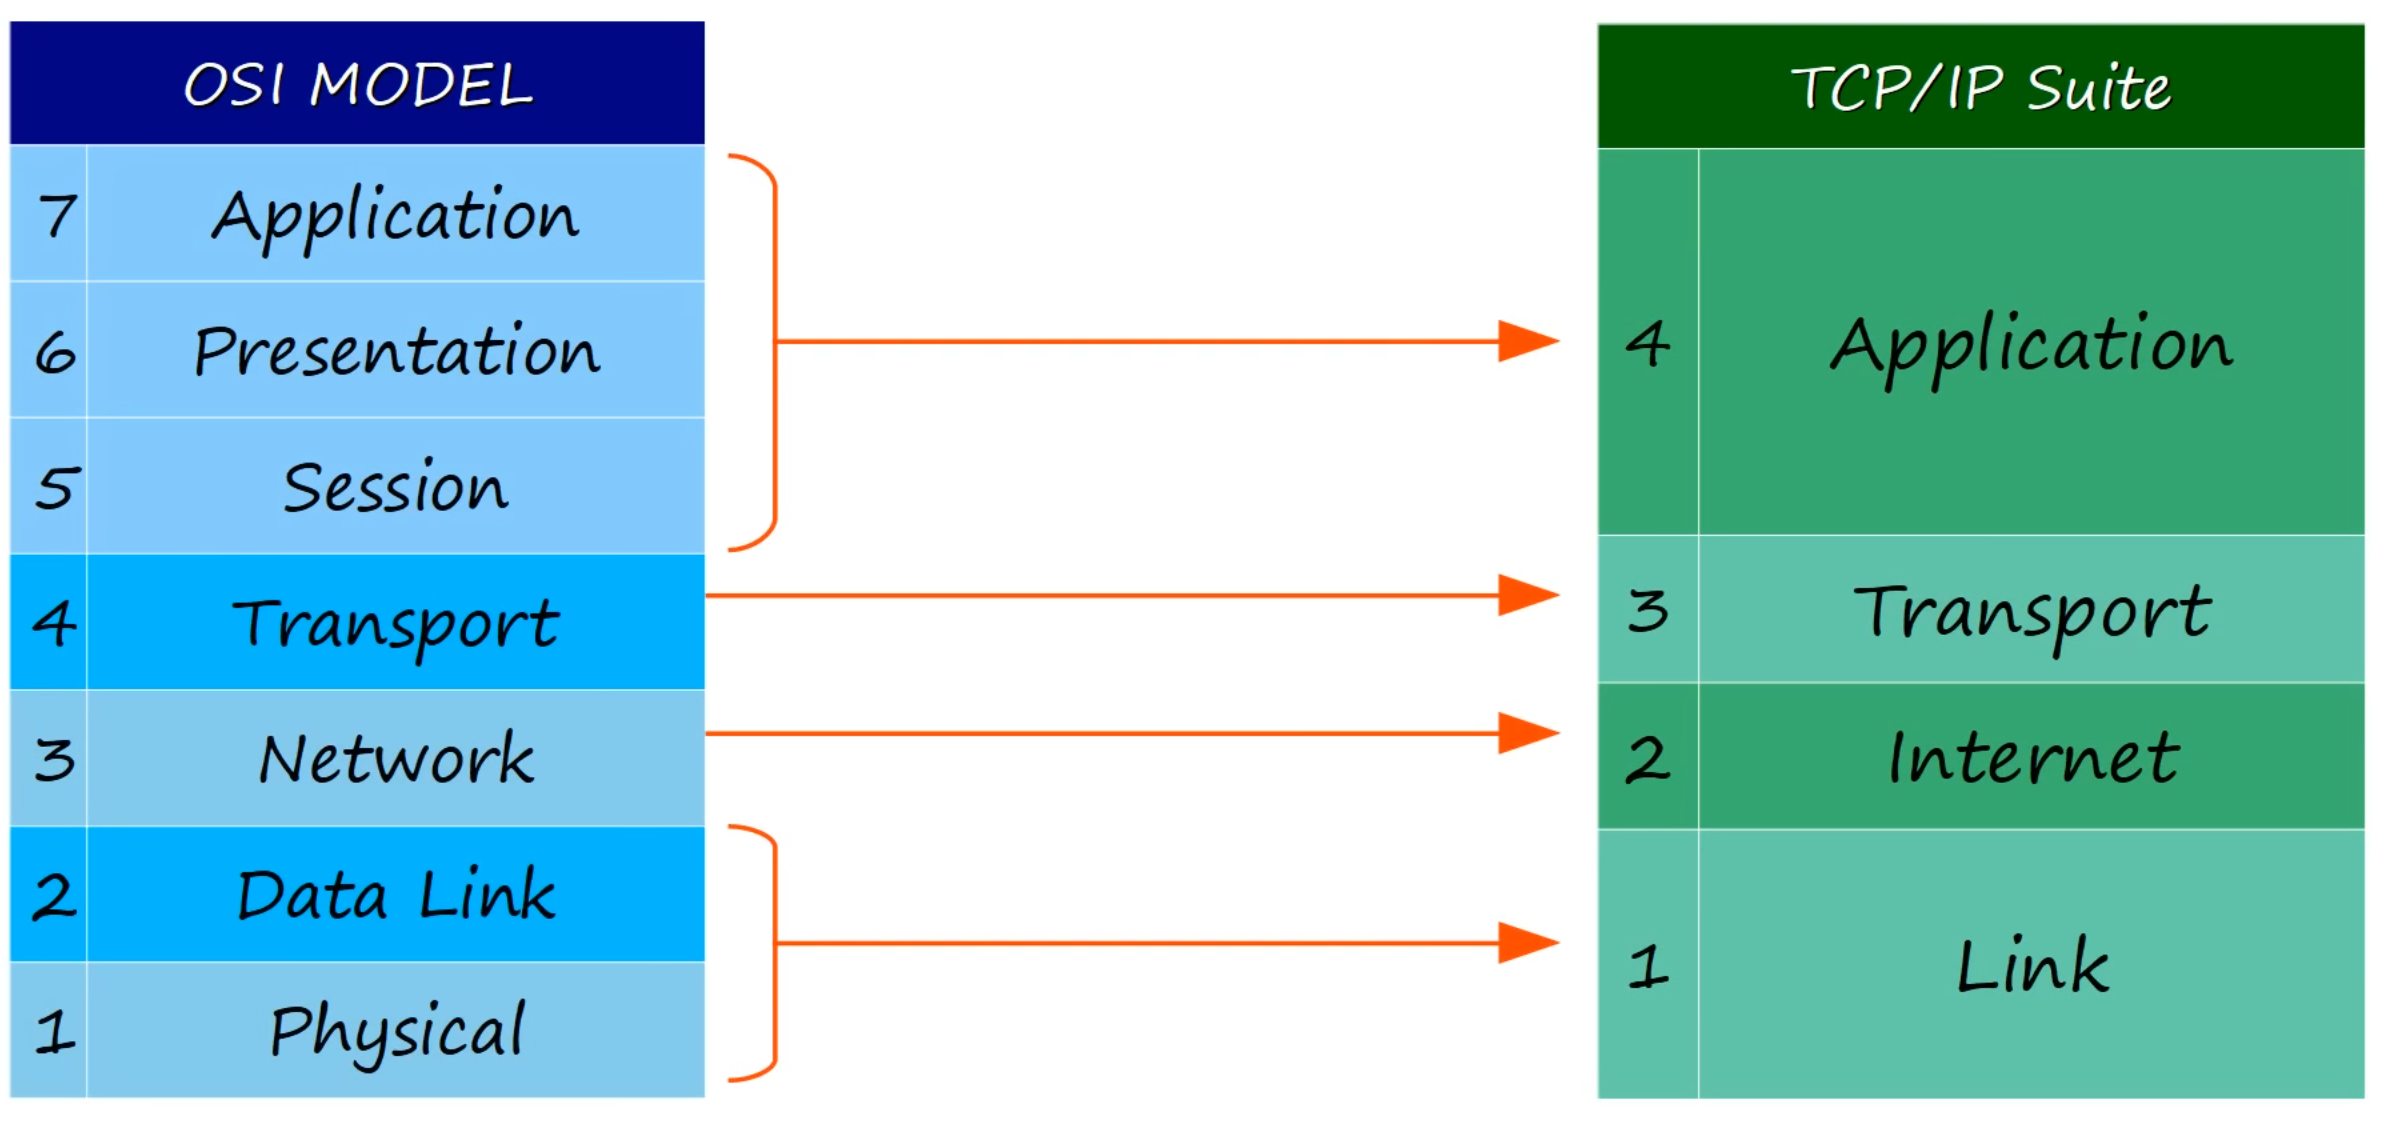 OSI MODEL
7 Application
6 Presentation
5 Session
4 Transport
3 Network
2 Data Link
1 Physical
TCP/IP Suite
4 Application
3 Transport
2 Internet
1 Link